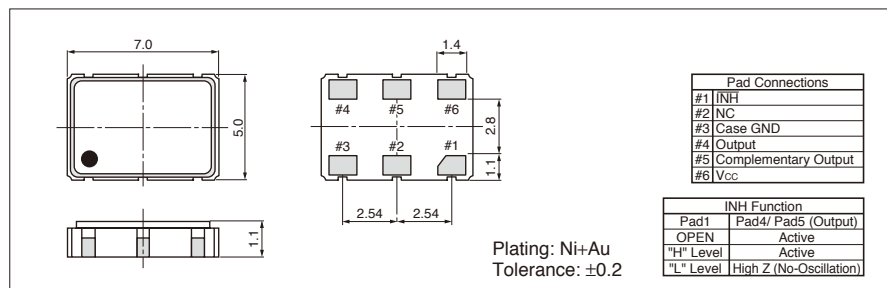 7.0
5.0
1.1
1.4
#4 #5 #6
#3 #2 #1
2.8
1.1
2.54 2.54
Plating: Ni+Au
Tolerance: ±0.2
Pad Connections
#1 INH
#2 NC
#3 Case GND
#4 Output
#5 Complementary Output
#6 Vcc
INH Function
Pad1 Pad4/ Pad5 (Output)
OPEN Active
"H" Level Active
"L" Level High Z (No-Oscillation)